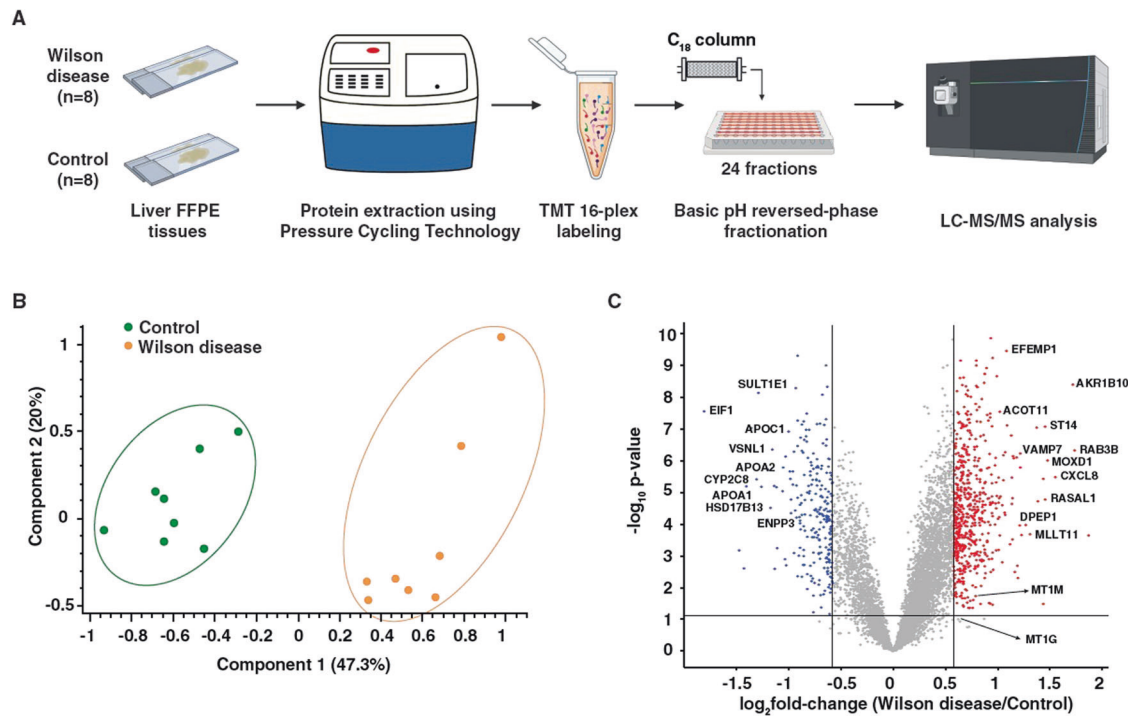 A
Wilson
disease
(n=8)
Control
(n=8)
Liver FFPE
tissues
Protein extraction using
Pressure Cycling Technology
TMT 16-plex
labeling
C18 column
24 fractions
Basic pH reversed-phase
fractionation
LC-MS/MS analysis
B
Control
Wilson disease
Component 2 (20%)
1
0.5
0
-0.5
-1 -0.8 -0.6 -0.4 -0.2 0 0.2 0.4 0.6 0.8 1
Component 1 (47.3%)
C
-log10 p-value
10
9
8
7
6
5
4
3
2
1
0
EFEMP1
SULT1E1
AKR1B10
EIF1
ACOT11
APOC1
ST14
VSNL1
VAMP7
RAB3B
APOA2
MOXD1
CYP2C8
CXCL8
APOA1
RASAL1
HSD17B13
DPEP1
ENPP3
MLLT11
MT1M
MT1G
-1.5 -1 -0.5 0 0.5 1 1.5 2
log2fold-change (Wilson disease/Control)